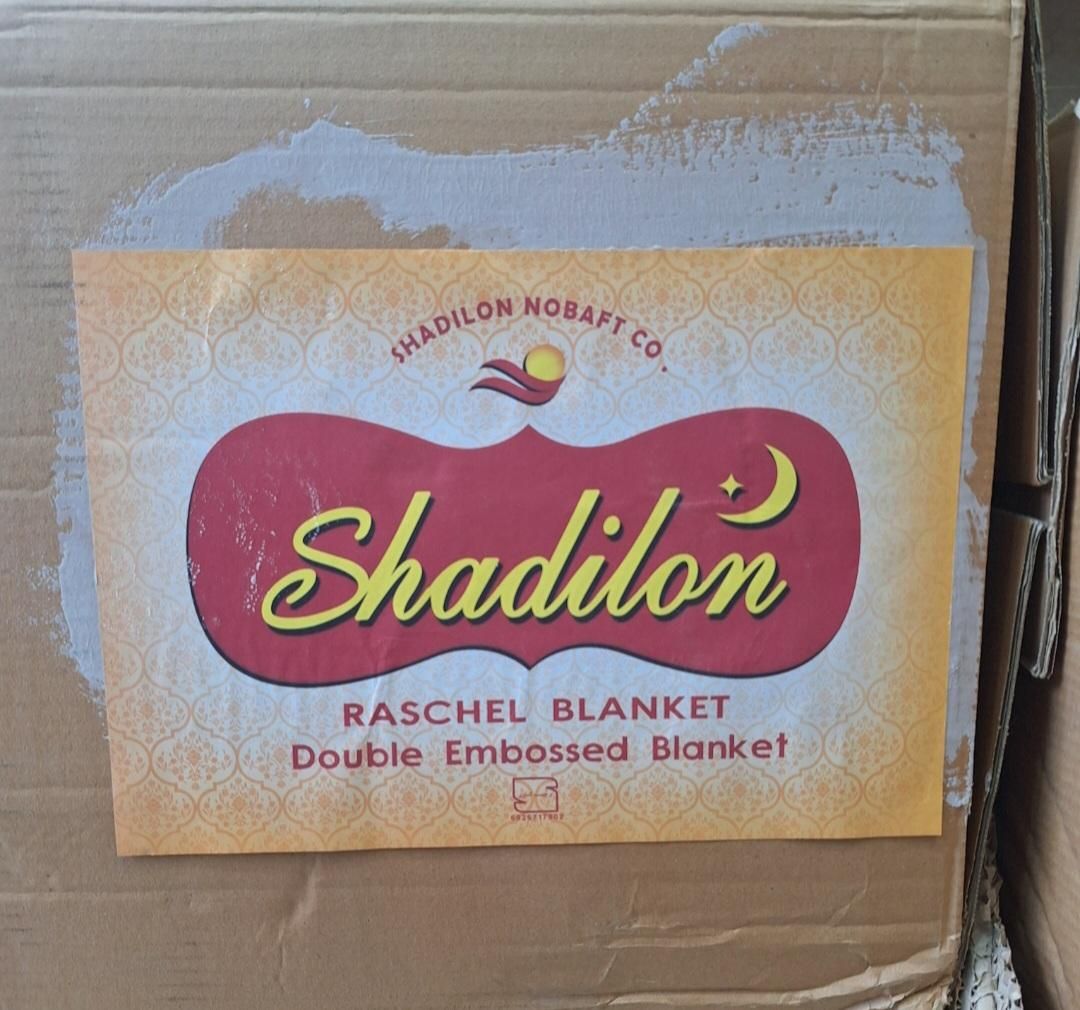 SHADILON NOBAFT CO.
Shadilon
RASCHEL BLANKET
Double Embossed Blanket